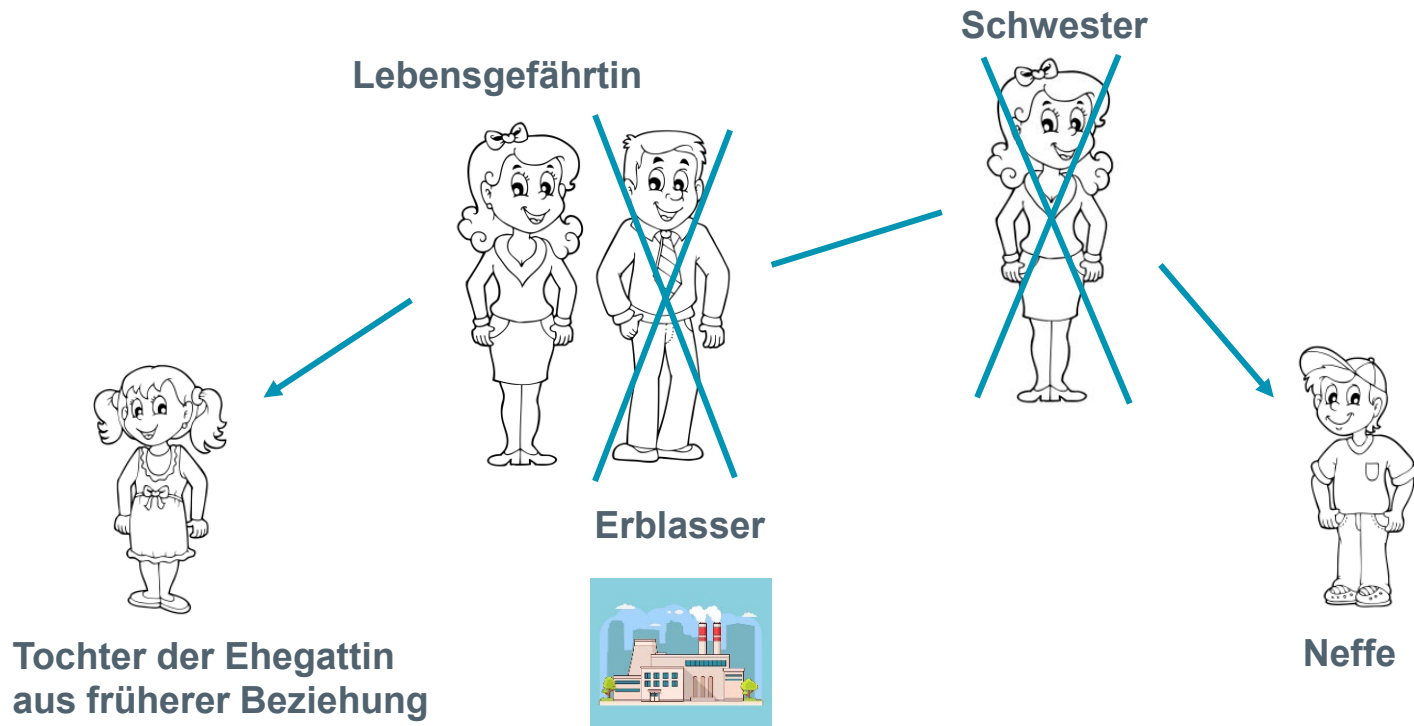 Schwester
Lebensgefährtin
Erblasser
Tochter der Ehegattin
aus früherer Beziehung
Neffe